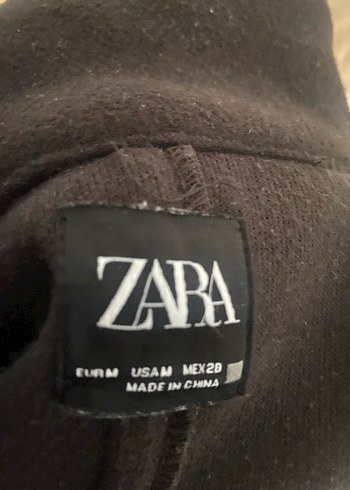 ZARA
EUR M USA M MEX 28
MADE IN CHINA